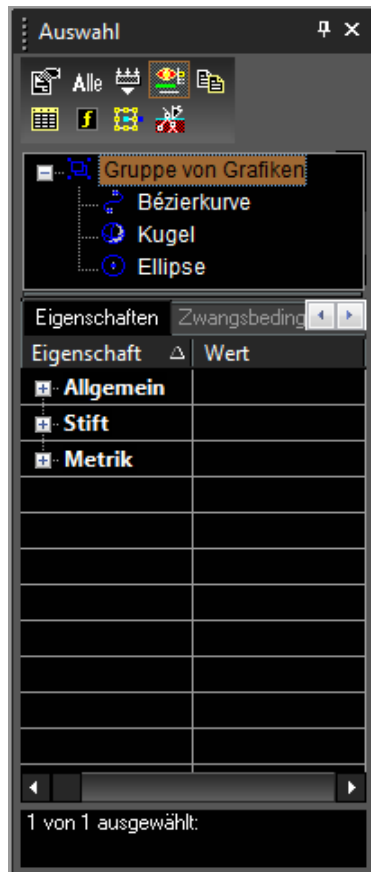 Auswahl
Alle
f
Gruppe von Grafiken
Bézierkurve
Kugel
Ellipse
Eigenschaften Zwangsbeding
Eigenschaft Wert
Allgemein
Stift
Metrik
1 von 1 ausgewählt: